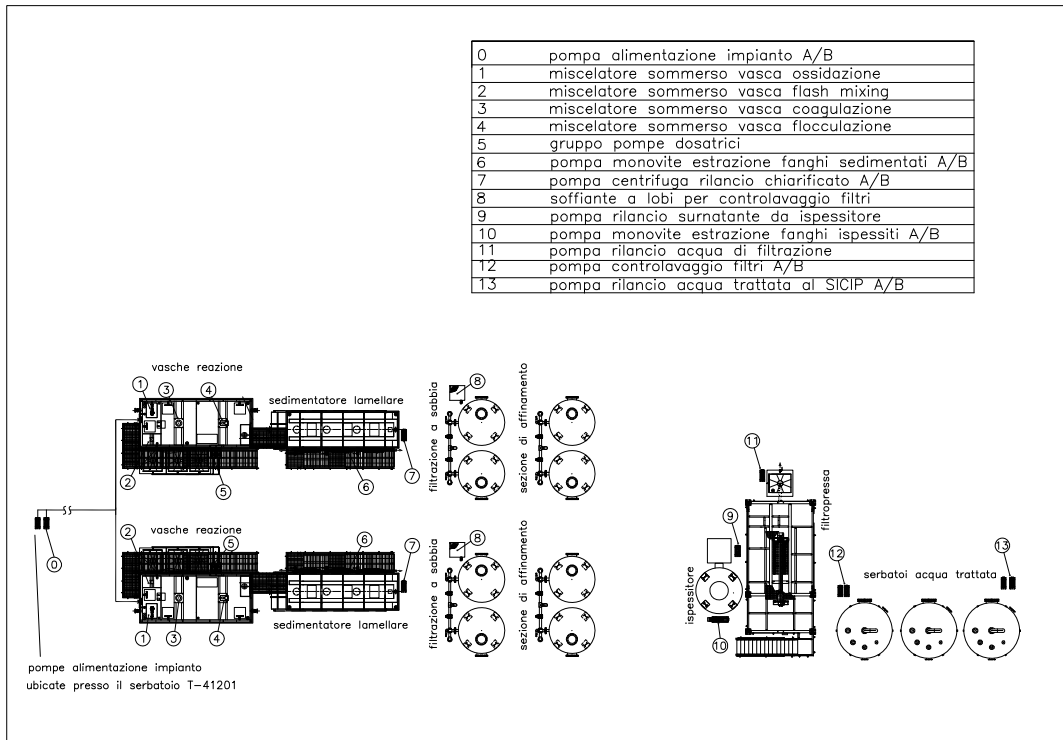 0 pompa alimentazione impianto A/B
1 miscelatore sommerso vasca ossidazione
2 miscelatore sommerso vasca flash mixing
3 miscelatore sommerso vasca coagulazione
4 miscelatore sommerso vasca flocculazione
5 gruppo pompe dosatrici
6 pompa monovite estrazione fanghi sedimentati A/B
7 pompa centrifuga rilancio chiarificato A/B
8 soffiante a lobi per controlavaggio filtri
9 pompa rilancio surnatante da ispessitore
10 pompa monovite estrazione fanghi ispessiti A/B
11 pompa rilancio acqua di filtrazione
12 pompa controlavaggio filtri A/B
13 pompa rilancio acqua trattata al SICIP A/B
vasche reazione
1
3
4
sedimentatore lamellare
2
5
6
7
filtrazione a sabbia
8
sezione di affinamento
0
vasche reazione
2
5
6
7
1
3
4
sedimentatore lamellare
filtrazione a sabbia
8
sezione di affinamento
11
filtropressa
9
ispessitore
10
12
serbatoi acqua trattata
13
pompe alimentazione impianto
ubicate presso il serbatoio T-41201